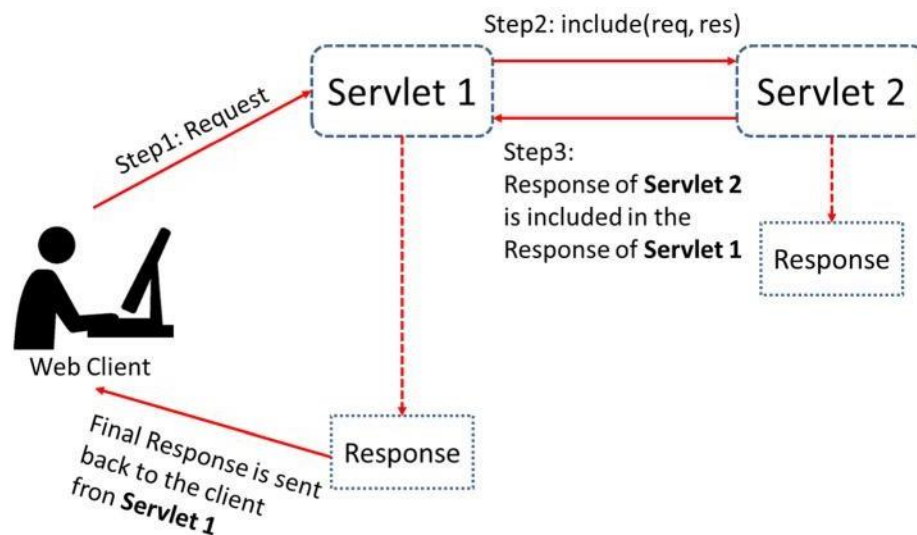 Step2: include(req, res)
Servlet 1
Servlet 2
Step1: Request
Step3:
Response of Servlet 2
is included in the
Response of Servlet 1
Response
Web Client
Response
Final Response is sent
back to the client
fron Servlet 1